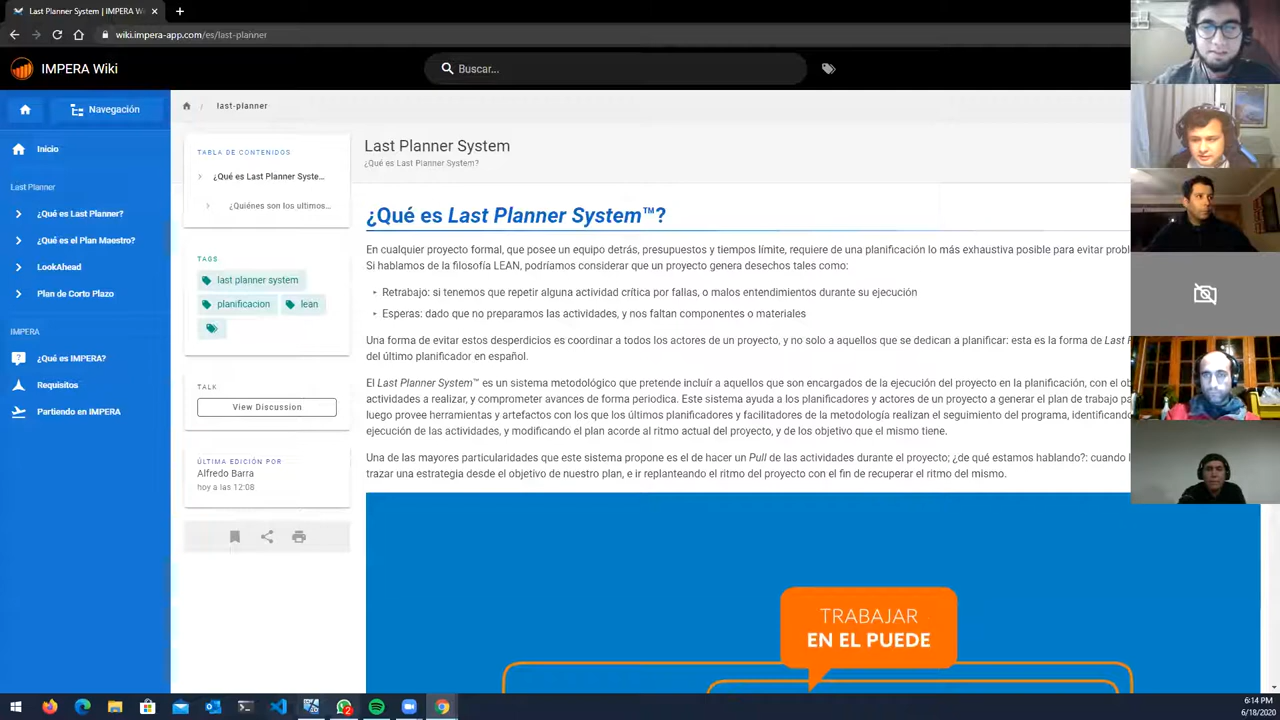 Last Planner System | IMPERA W
wiki.impera-app.com/es/last-planner
IMPERA Wiki
Buscar...
Navegación
last-planner
Inicio
Last Planner
¿Qué es Last Planner?
¿Qué es el Plan Maestro?
LookAhead
Plan de Corto Plazo
IMPERA
¿Qué es IMPERA?
Requisitos
Partiendo en IMPERA
TABLA DE CONTENIDOS
¿Qué es Last Planner Syste...
¿Quiénes son los ultimos...
TAGS
last planner system
planificacion
lean
TALK
View Discussion
ÚLTIMA EDICIÓN POR
Alfredo Barra
hoy a las 12:08
Last Planner System
¿Qué es Last Planner System?
¿Qué es Last Planner System™?
En cualquier proyecto formal, que posee un equipo detrás, presupuestos y tiempos límite, requiere de una planificación lo más exhaustiva posible para evitar
Si hablamos de la filosofía LEAN, podríamos considerar que un proyecto genera desechos tales como:
Retrabajo: si tenemos que repetir alguna actividad crítica por fallas, o malos entendimientos durante su ejecución
Esperas: dado que no preparamos las actividades, y nos faltan componentes o materiales
Una forma de evitar estos desperdicios es coordinar a todos los actores de un proyecto, y no solo a aquellos que se dedican a planificar: esta es la forma de Last
del último planificador en español.
El Last Planner System™ es un sistema metodológico que pretende incluír a aquellos que son encargados de la ejecución del proyecto en la planificación, con el
actividades a realizar, y comprometer avances de forma periodica. Este sistema ayuda a los planificadores y actores de un proyecto a generar el plan de trabajo
luego provee herramientas y artefactos con los que los últimos planificadores y facilitadores de la metodología realizan el seguimiento del programa, identificando
ejecución de las actividades, y modificando el plan acorde al ritmo actual del proyecto, y de los objetivo que el mismo tiene.
Una de las mayores particularidades que este sistema propone es el de hacer un Pull de las actividades durante el proyecto; ¿de qué estamos hablando?: cuando
trazar una estrategia desde el objetivo de nuestro plan, e ir replanteando el ritmo del proyecto con el fin de recuperar el ritmo del mismo.
TRABAJAR
EN EL PUEDE
2
6:14 PM
6/18/2020